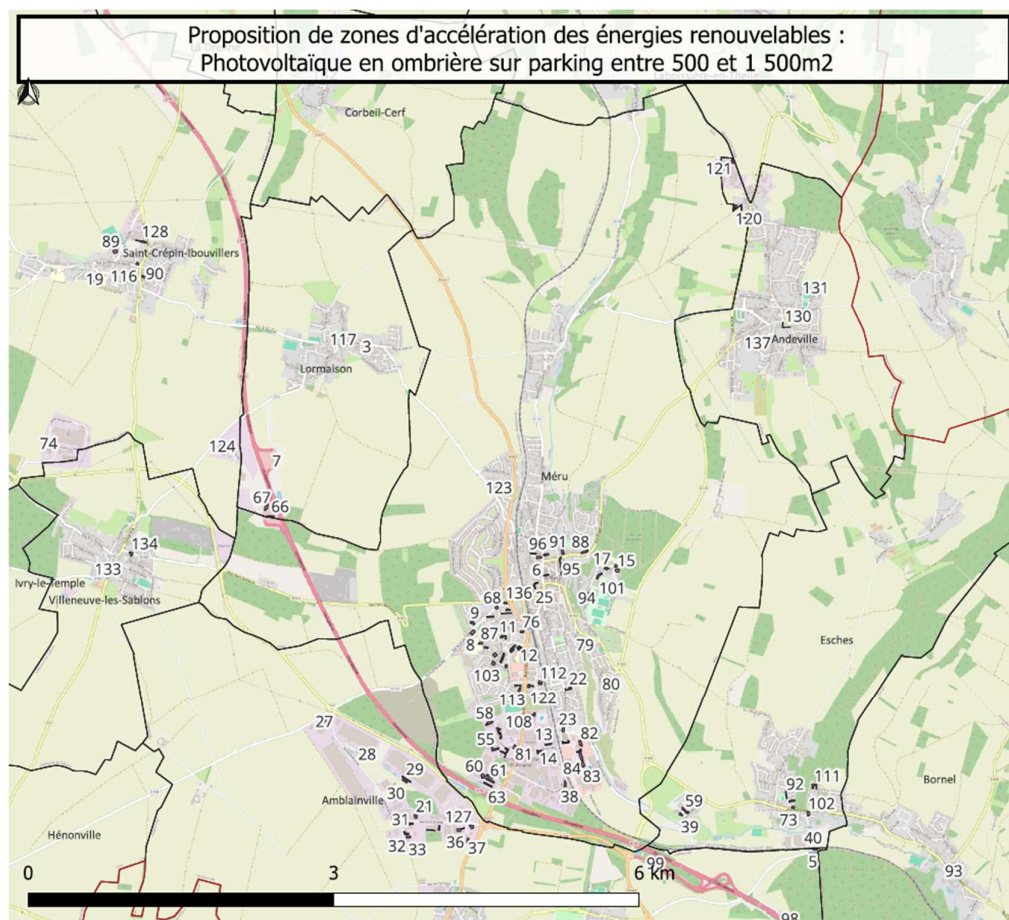 Proposition de zones d'accélération des énergies renouvelables :
Photovoltaïque en ombrière sur parking entre 500 et 1 500m2
Corbeil-Cerf
121
120
128
89
Saint-Crépin-Ibouvillers
19 116 90
131
130
137 Andeville
117 3
Lormaison
74
124
7
Méru
123
67
66
134
133
Ivry-le-Temple
Villeneuve-les-Sablons
96 91 88
17 15
6 95
101
136 25 94
68
9
11 76
87
8 12
79
Esches
103
112 22
80
113 122
58 108
23
27
55 13 82
28
81 14
60 61
84 83
29
30 63 38
Amblainville
21
127
31
32 33 36 37
Hénonville
59
39
92 111
102
73
40
5
Bornel
93
99
98
0 3 6 km